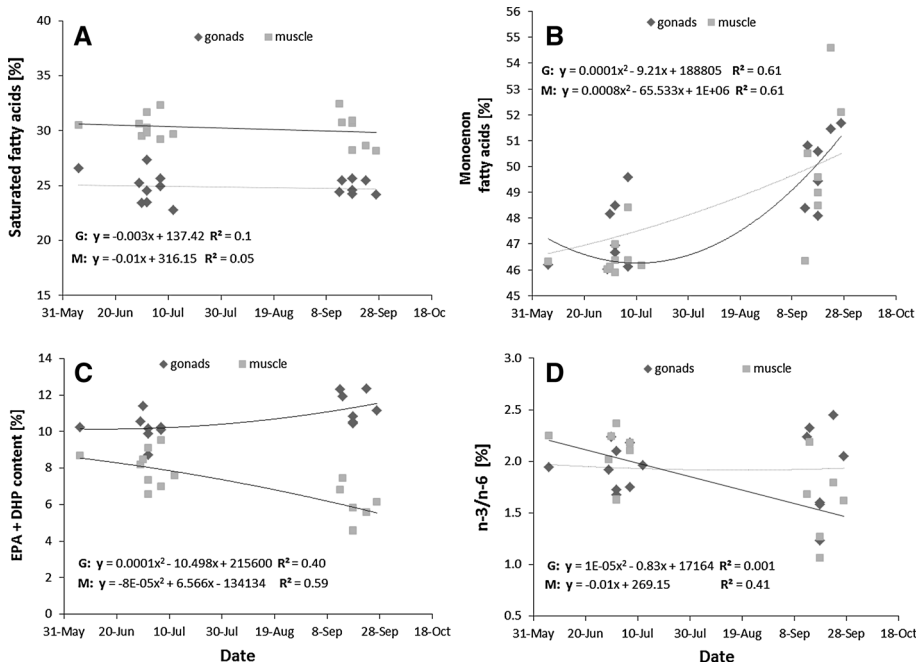 A
gonads muscle
Saturated fatty acids [%]
40
35
30
25
20
15
G: y = -0.003x + 137.42 R² = 0.1
M: y = -0.01x + 316.15 R² = 0.05
31-May 20-Jun 10-Jul 30-Jul 19-Aug 8-Sep 28-Sep 18-Oct
B
gonads muscle
Monoenon
fatty acids [%]
56
55
54
53
52
51
50
49
48
47
46
45
G: y = 0.0001x² - 9.21x + 188805 R² = 0.61
M: y = 0.0008x² - 65.533x + 1E+06 R² = 0.61
31-May 20-Jun 10-Jul 30-Jul 19-Aug 8-Sep 28-Sep 18-Oct
C
gonads muscle
EPA + DHP content [%]
14
12
10
8
6
4
2
0
G: y = 0.0001x² - 10.498x + 215600 R² = 0.40
M: y = -8E-05x² + 6.566x - 134134 R² = 0.59
31-May 20-Jun 10-Jul 30-Jul 19-Aug 8-Sep 28-Sep 18-Oct
Date
D
gonads muscle
n-3/n-6 [%]
3.0
2.5
2.0
1.5
1.0
0.5
G: y = 1E-05x² - 0.83x + 17164 R² = 0.001
M: y = -0.01x + 269.15 R² = 0.41
31-May 20-Jun 10-Jul 30-Jul 19-Aug 8-Sep 28-Sep 18-Oct
Date